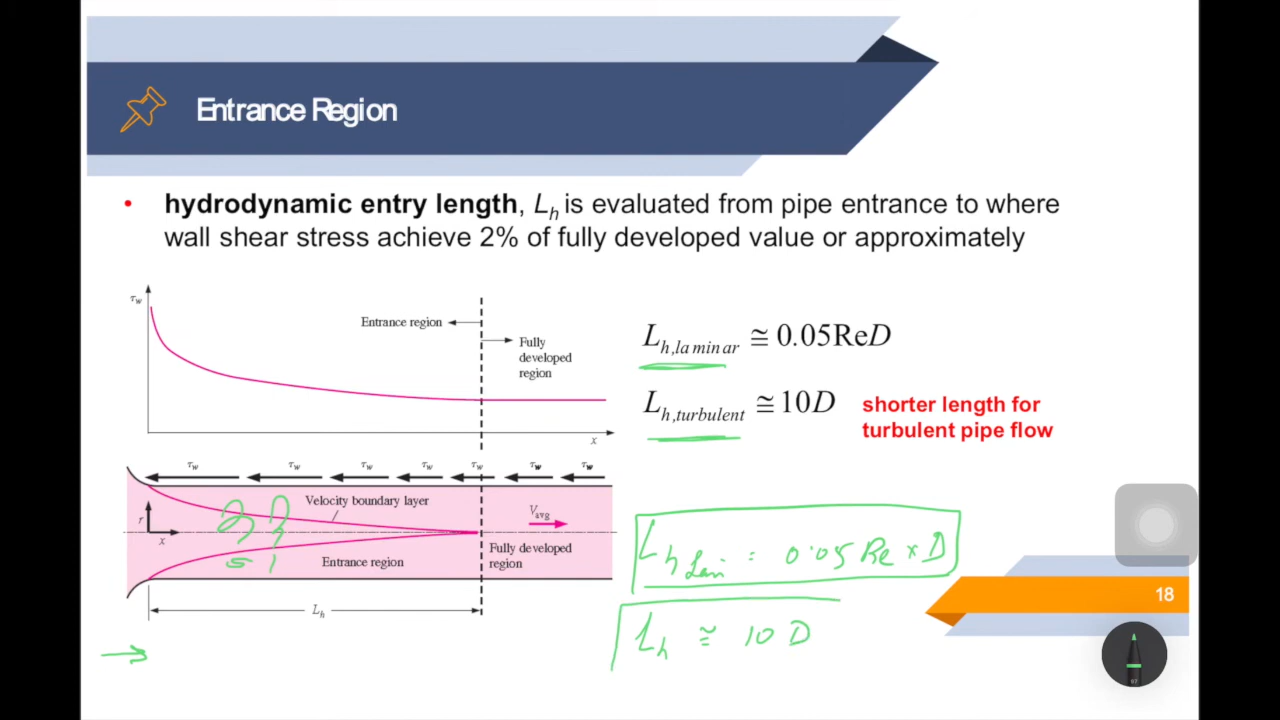 Entrance Region
• hydrodynamic entry length, Lh is evaluated from pipe entrance to where
wall shear stress achieve 2% of fully developed value or approximately
τw
Entrance region
Fully
developed
region
x
Lh,la min ar ≅ 0.05ReD
Lh,turbulent ≅ 10D
shorter length for
turbulent pipe flow
τw τw τw τw τw τw τw
Velocity boundary layer
Vavg
r
x
Entrance region
Fully developed
region
Lh
Lh = 0.05 Re × D
Lh ≅ 10 D
18